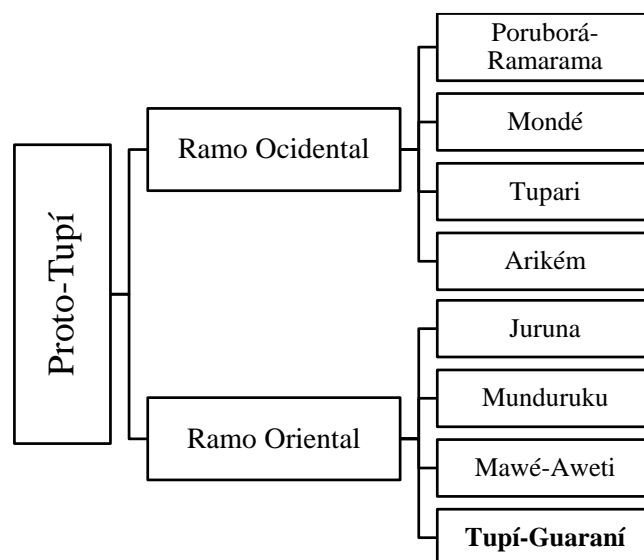 Proto-Tupí
Ramo Ocidental
Poruborá-
Ramarama
Mondé
Tupari
Arikém
Ramo Oriental
Juruna
Munduruku
Mawé-Aweti
Tupí-Guaraní